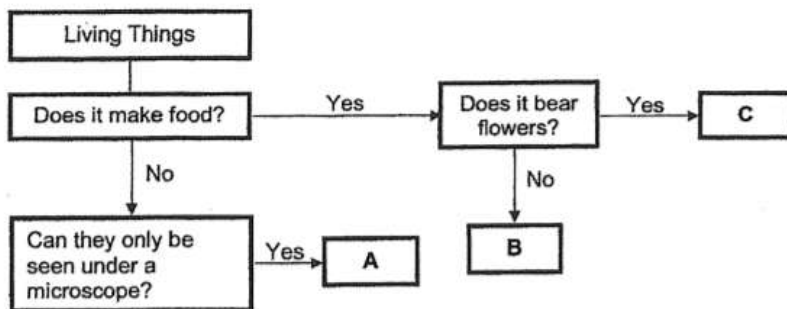 Living Things
Does it make food?
Yes
Does it bear
flowers?
Yes
C
No
No
Can they only be
seen under a
microscope?
Yes
A
B